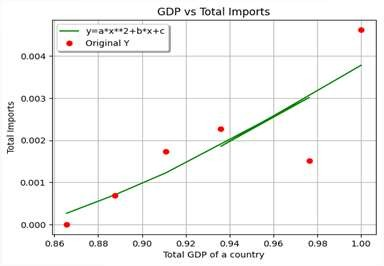 GDP vs Total Imports
y=a*x**2+b*x+c
Original Y
Total Imports
0.004
0.003
0.002
0.001
0.000
0.86 0.88 0.90 0.92 0.94 0.96 0.98 1.00
Total GDP of a country